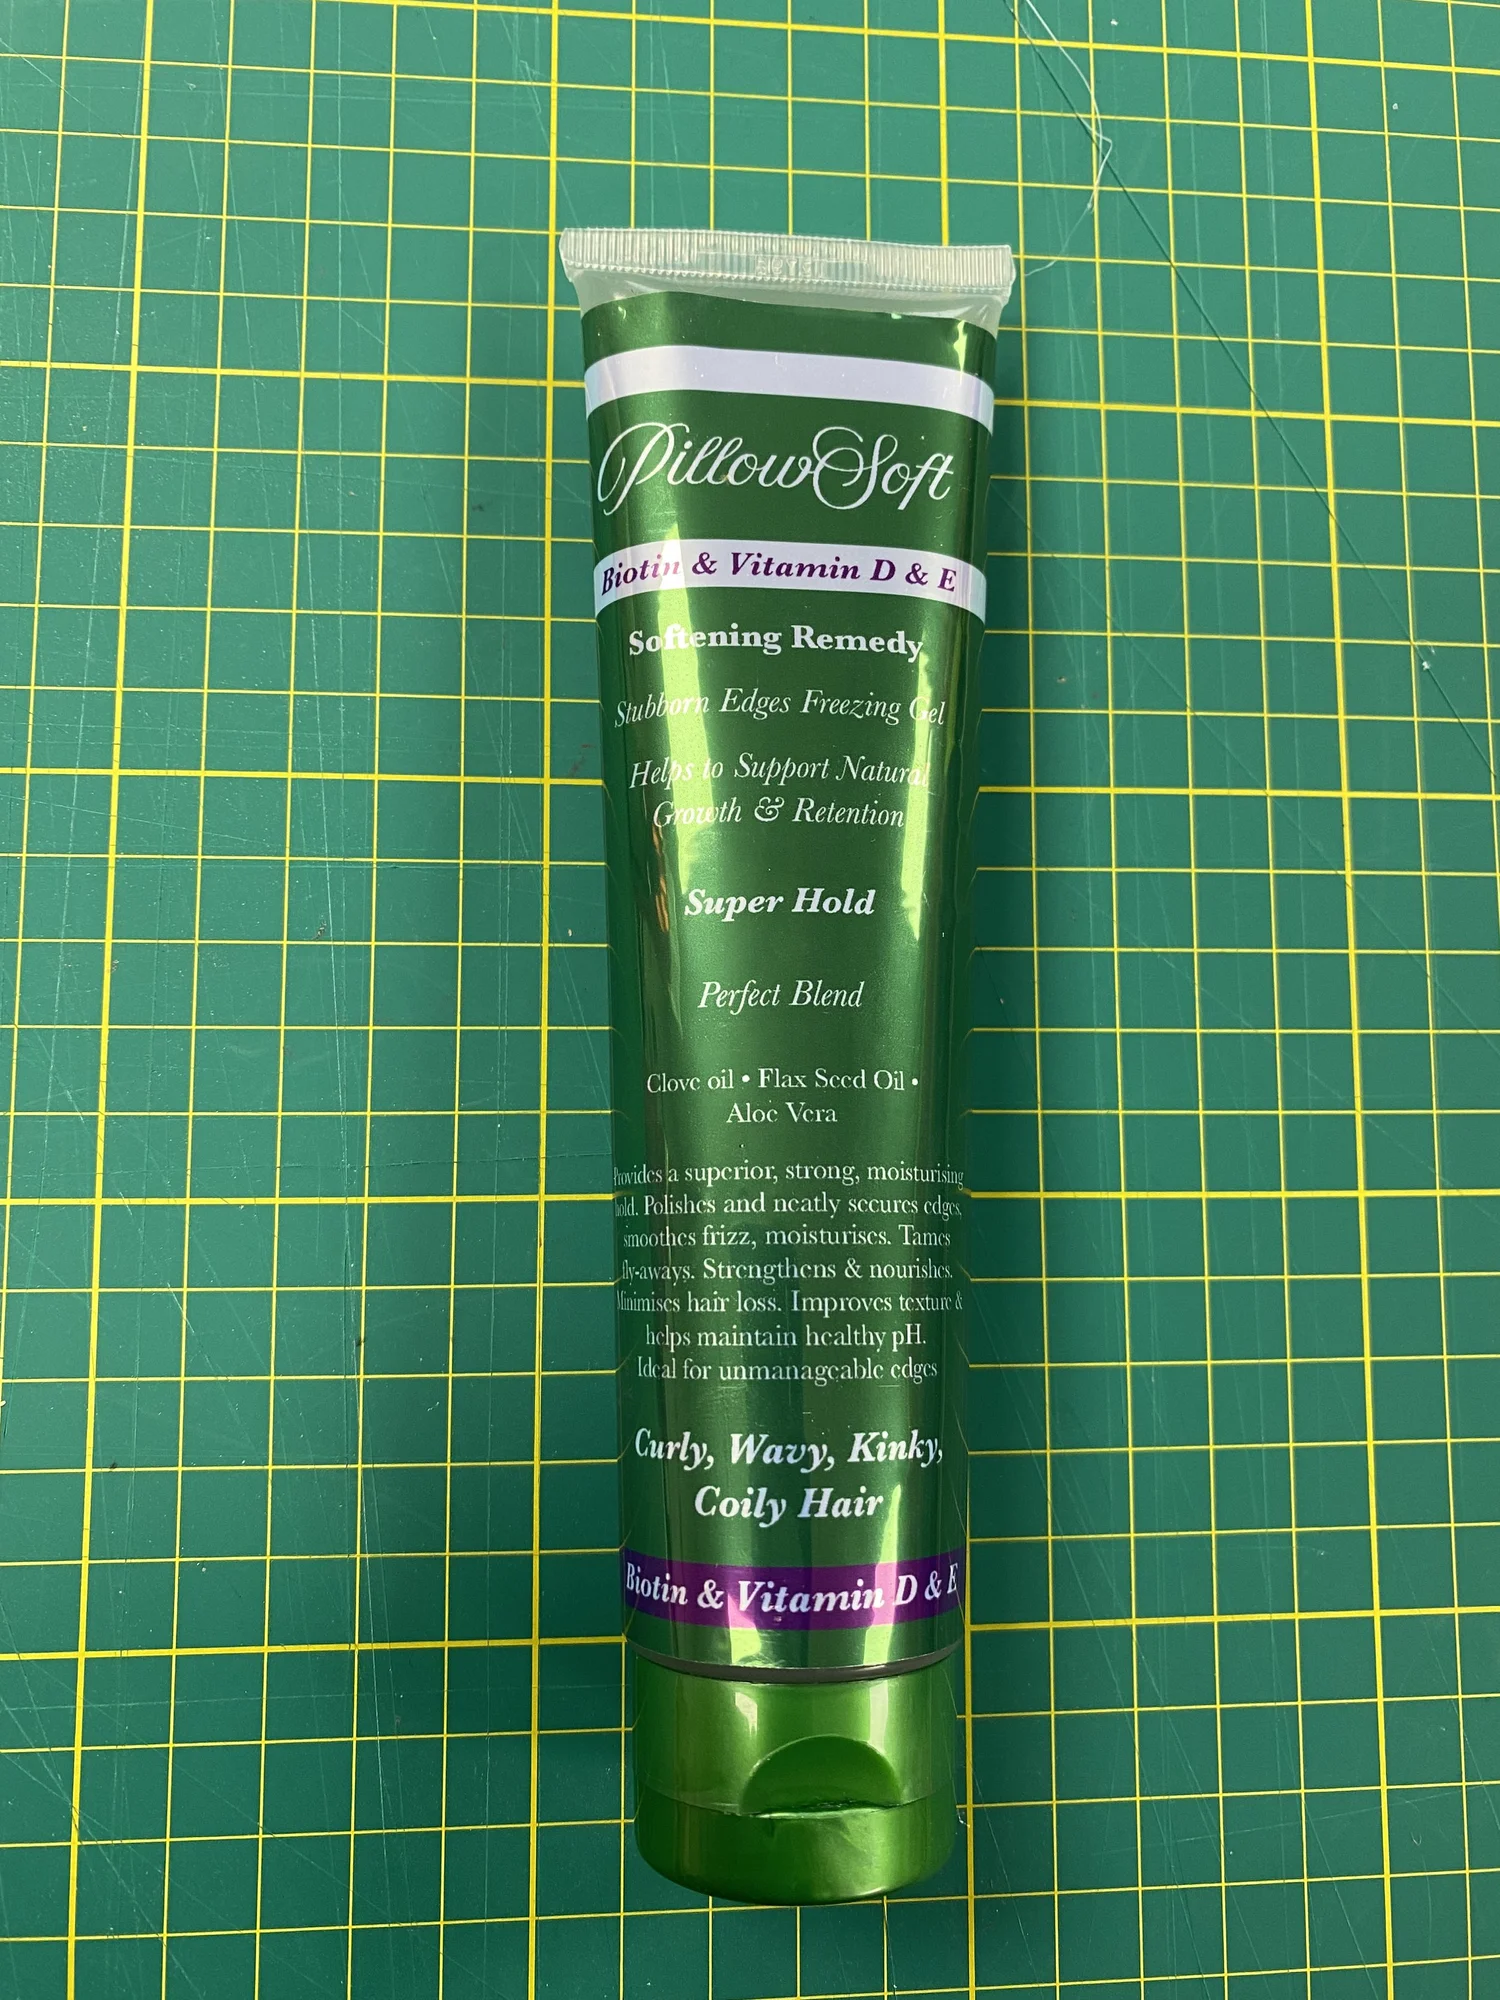 PillowSoft
Biotin & Vitamin D & E
Softening Remedy
Stubborn Edges Freezing Gel
Helps to Support Natural
Growth & Retention
Super Hold
Perfect Blend
Clove oil • Flax Seed Oil •
Aloe Vera
Provides a superior, strong, moisturising
hold. Polishes and neatly secures edges,
smoothes frizz, moisturises. Tames
fly-aways. Strengthens & nourishes.
Minimises hair loss. Improves texture &
helps maintain healthy pH.
Ideal for unmanageable edges
Curly, Wavy, Kinky,
Coily Hair
Biotin & Vitamin D & E